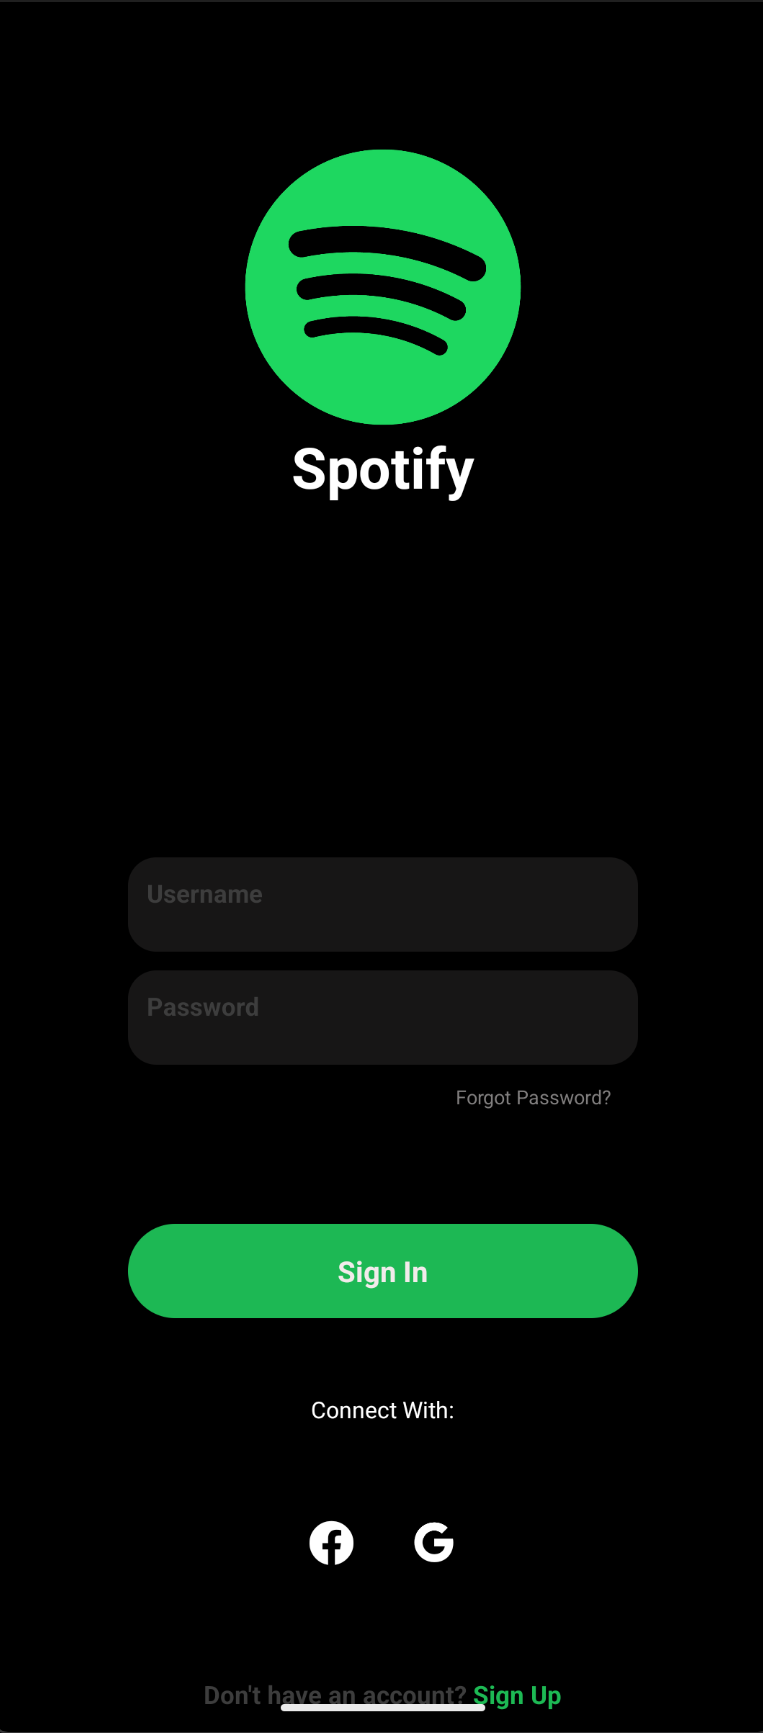 Spotify
Username
Password
Forgot Password?
Sign In
Connect With:
Don't have an account? Sign Up